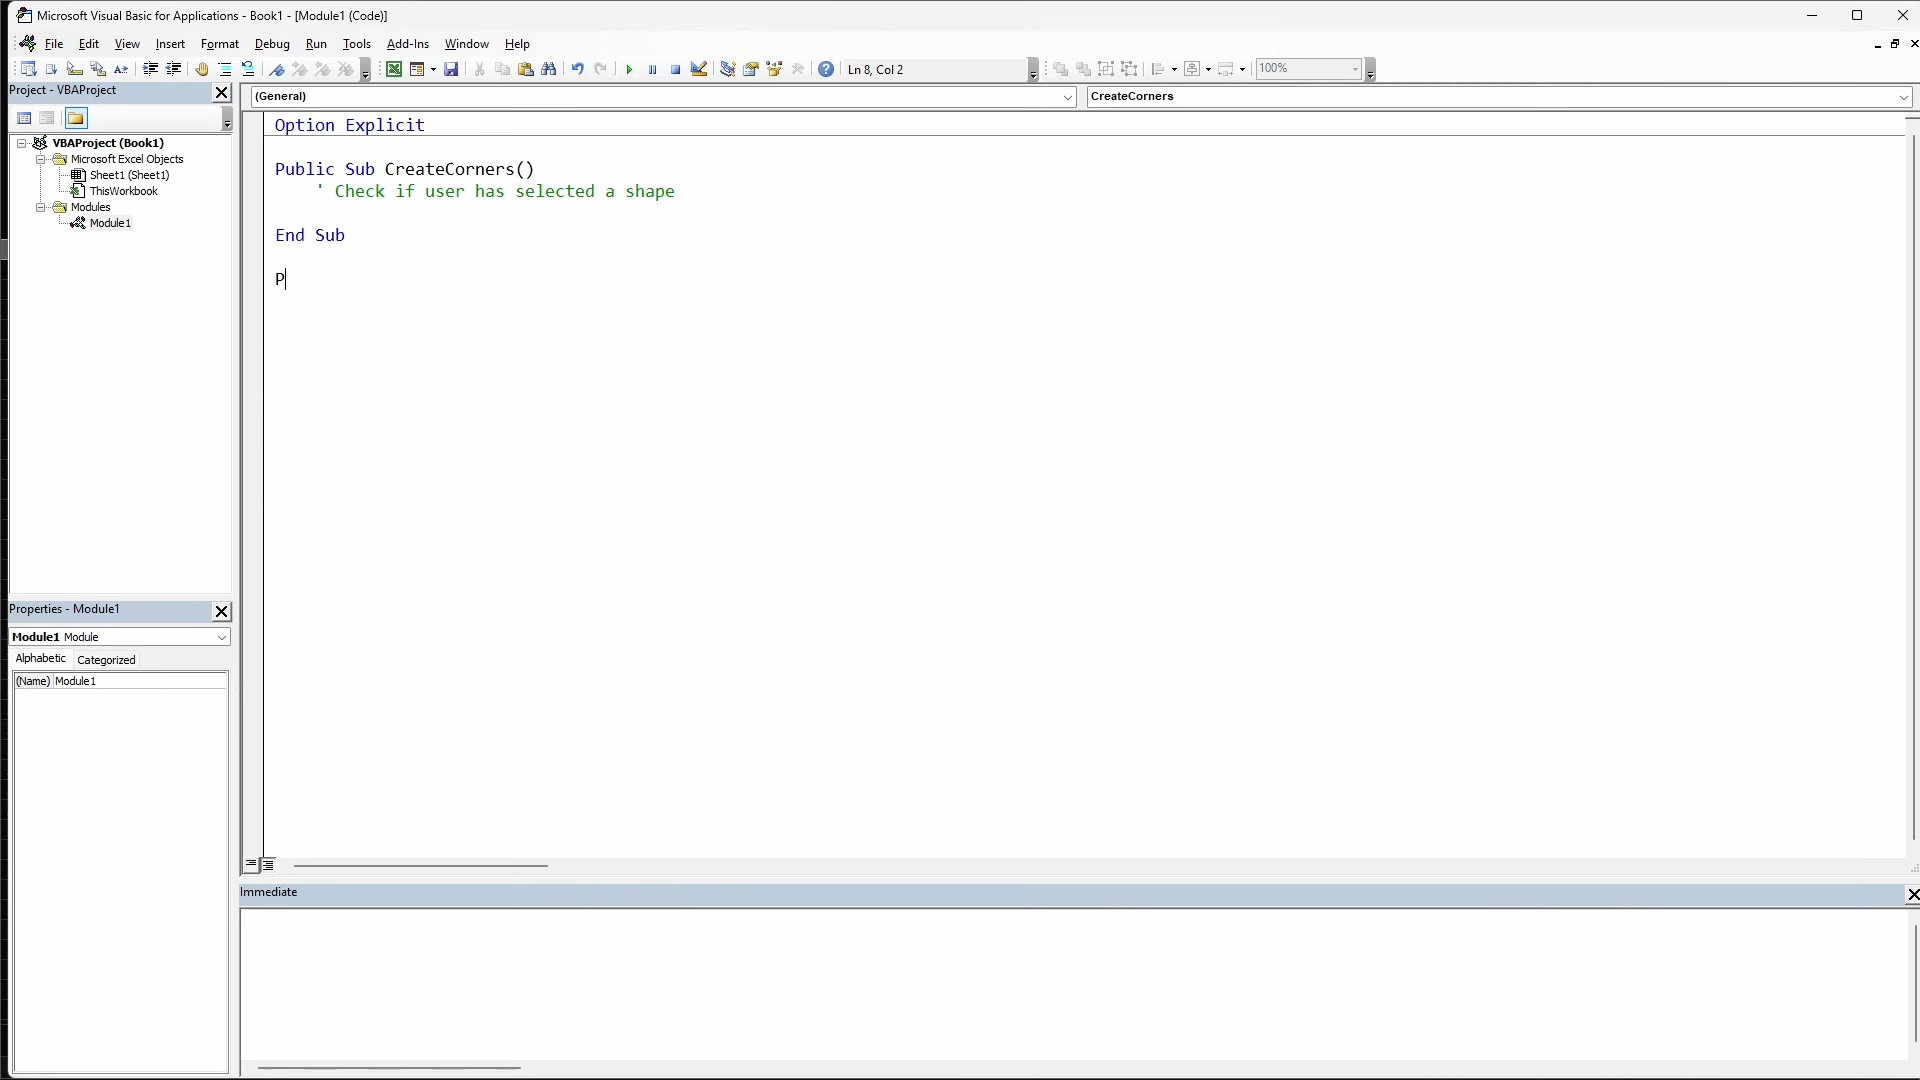 Microsoft Visual Basic for Applications - Book1 - [Module1 (Code)]
File Edit View Insert Format Debug Run Tools Add-Ins Window Help
Ln 8, Col 2
100%
Project - VBAProject
(General)
CreateCorners
VBAProject (Book1)
Microsoft Excel Objects
Sheet1 (Sheet1)
ThisWorkbook
Modules
Module1
Option Explicit
Public Sub CreateCorners()
' Check if user has selected a shape
End Sub
P
Properties - Module1
Module1 Module
Alphabetic Categorized
(Name) Module1
Immediate